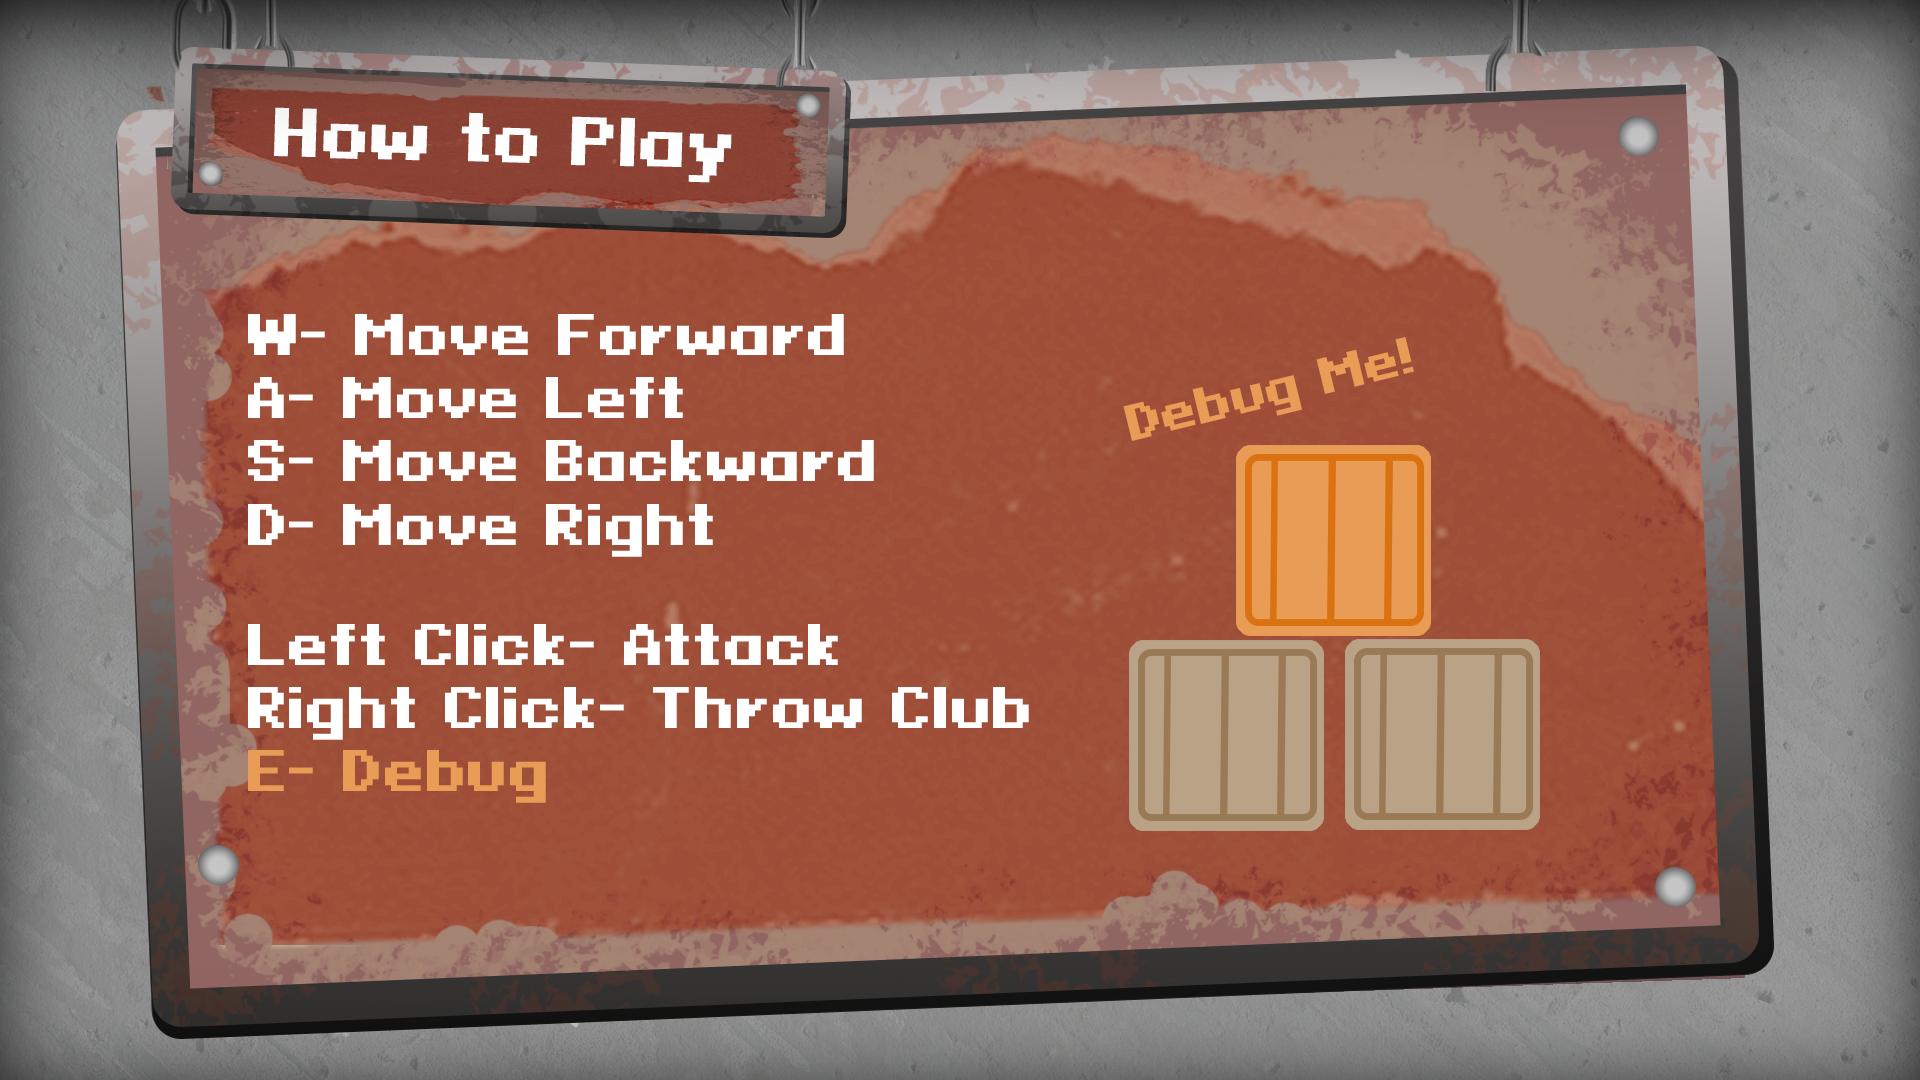 How to Play
W- Move Forward
A- Move Left
S- Move Backward
D- Move Right
Left Click- Attack
Right Click- Throw Club
E- Debug
Debug Me!